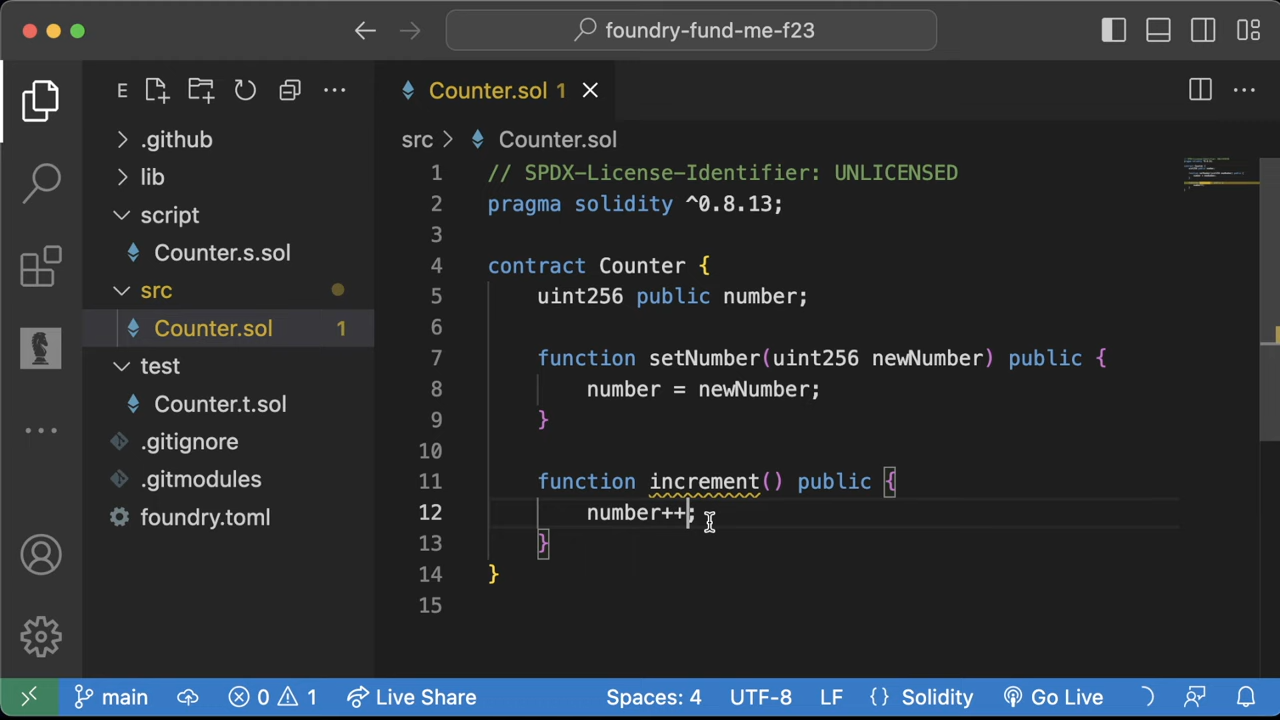 foundry-fund-me-f23
E
Counter.sol 1
.github
lib
script
Counter.s.sol
src
Counter.sol 1
test
Counter.t.sol
.gitignore
.gitmodules
foundry.toml
src > Counter.sol
1 // SPDX-License-Identifier: UNLICENSED
2 pragma solidity ^0.8.13;
3
4 contract Counter {
5 uint256 public number;
6
7 function setNumber(uint256 newNumber) public {
8 number = newNumber;
9 }
10
11 function increment() public {
12 number++;
13 }
14 }
15
main 0 1 Live Share Spaces: 4 UTF-8 LF {} Solidity Go Live